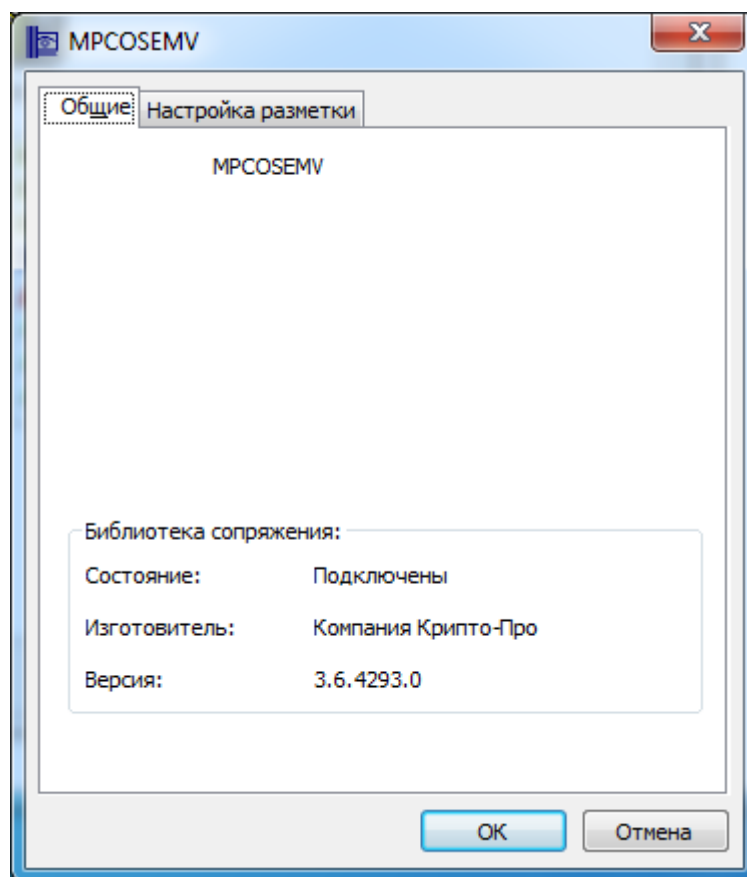 MPCOSEMV
Общие Настройка разметки
MPCOSEMV
Библиотека сопряжения:
Состояние: Подключены
Изготовитель: Компания Крипто-Про
Версия: 3.6.4293.0
ОК Отмена